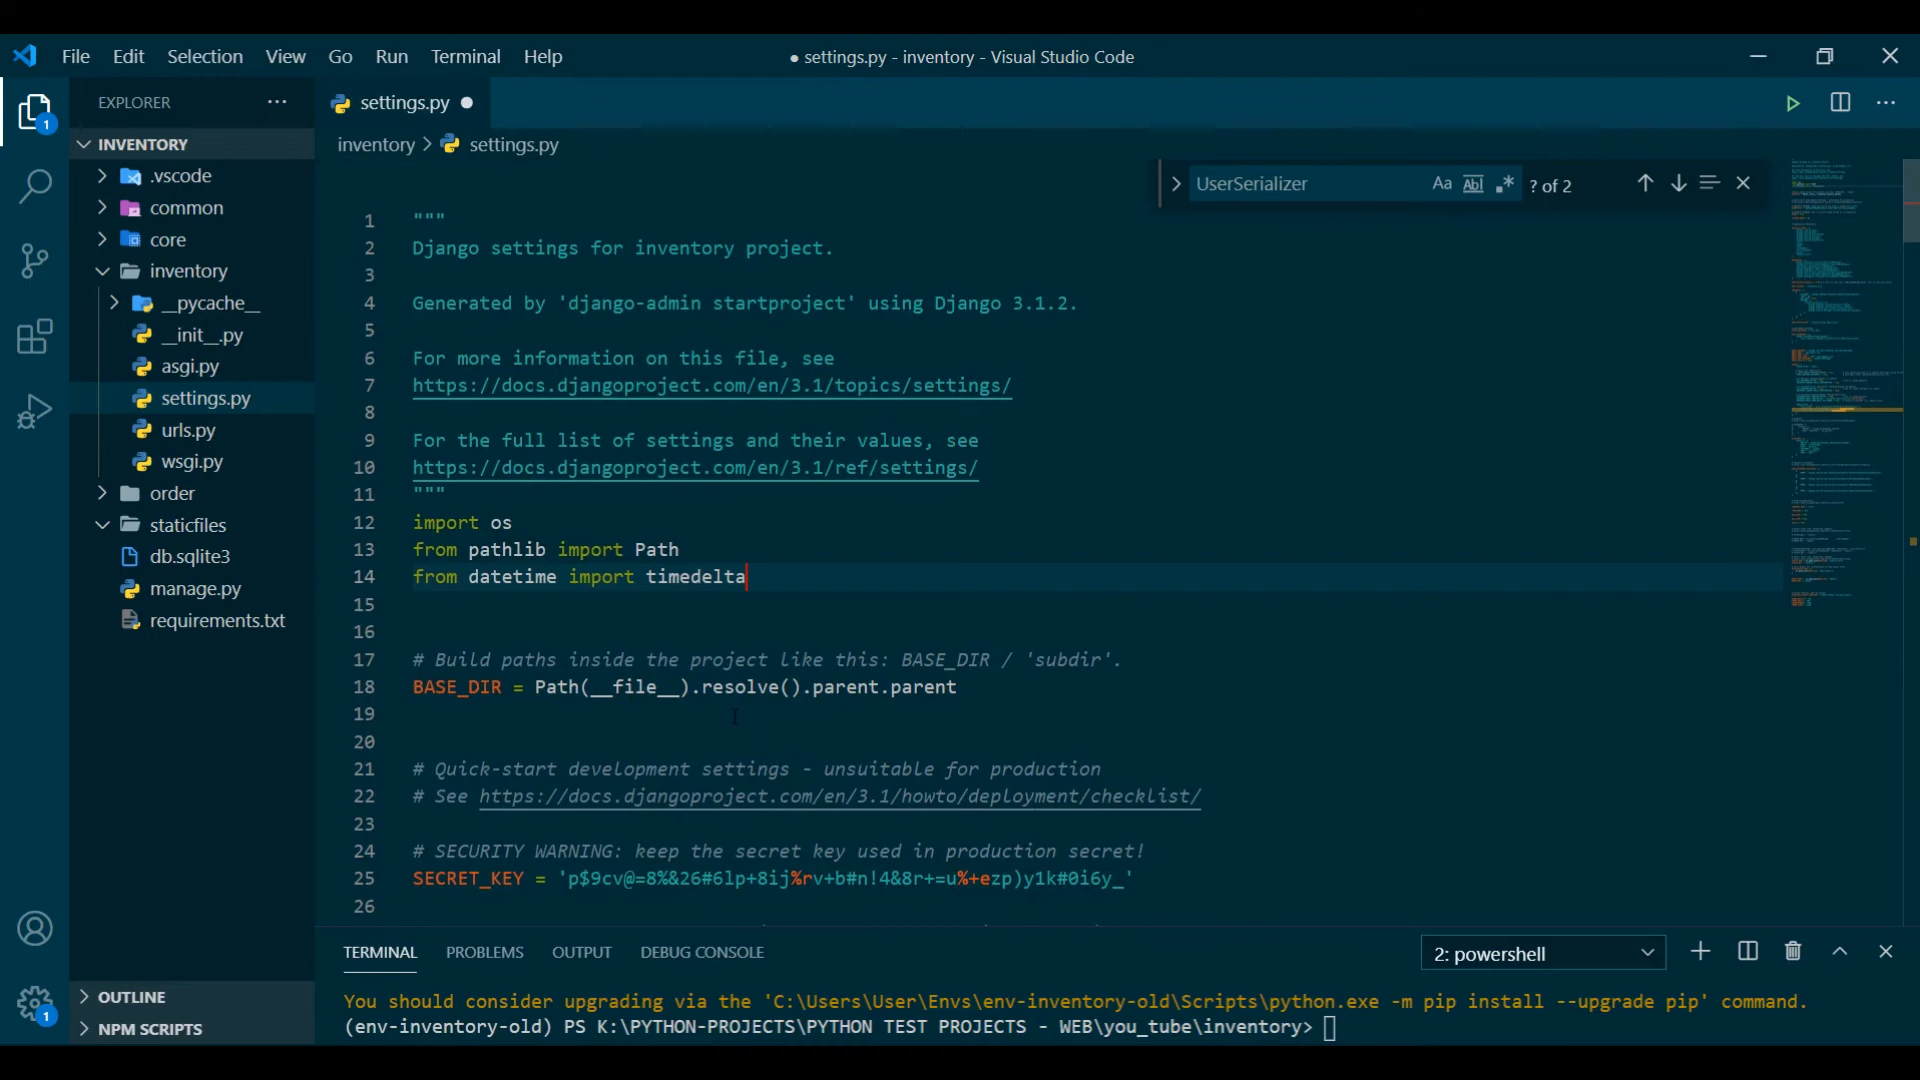 File Edit Selection View Go Run Terminal Help
● settings.py - inventory - Visual Studio Code
EXPLORER
settings.py
INVENTORY
.vscode
common
core
inventory
__pycache__
__init__.py
asgi.py
settings.py
urls.py
wsgi.py
order
staticfiles
db.sqlite3
manage.py
requirements.txt
OUTLINE
NPM SCRIPTS
1
1
inventory > settings.py
UserSerializer Aa Abl .* ? of 2
1 """
2 Django settings for inventory project.
3
4 Generated by 'django-admin startproject' using Django 3.1.2.
5
6 For more information on this file, see
7 https://docs.djangoproject.com/en/3.1/topics/settings/
8
9 For the full list of settings and their values, see
10 https://docs.djangoproject.com/en/3.1/ref/settings/
11 """
12 import os
13 from pathlib import Path
14 from datetime import timedelta
15
16
17 # Build paths inside the project like this: BASE_DIR / 'subdir'.
18 BASE_DIR = Path(__file__).resolve().parent.parent
19
20
21 # Quick-start development settings - unsuitable for production
22 # See https://docs.djangoproject.com/en/3.1/howto/deployment/checklist/
23
24 # SECURITY WARNING: keep the secret key used in production secret!
25 SECRET_KEY = 'p$9cv@=8%&26#6lp+8ij%rv+b#n!4&8r+=u%+ezp)y1k#0i6y_'
26
TERMINAL PROBLEMS OUTPUT DEBUG CONSOLE 2: powershell
You should consider upgrading via the 'C:\Users\User\Envs\env-inventory-old\Scripts\python.exe -m pip install --upgrade pip' command.
(env-inventory-old) PS K:\PYTHON-PROJECTS\PYTHON TEST PROJECTS - WEB\you_tube\inventory>